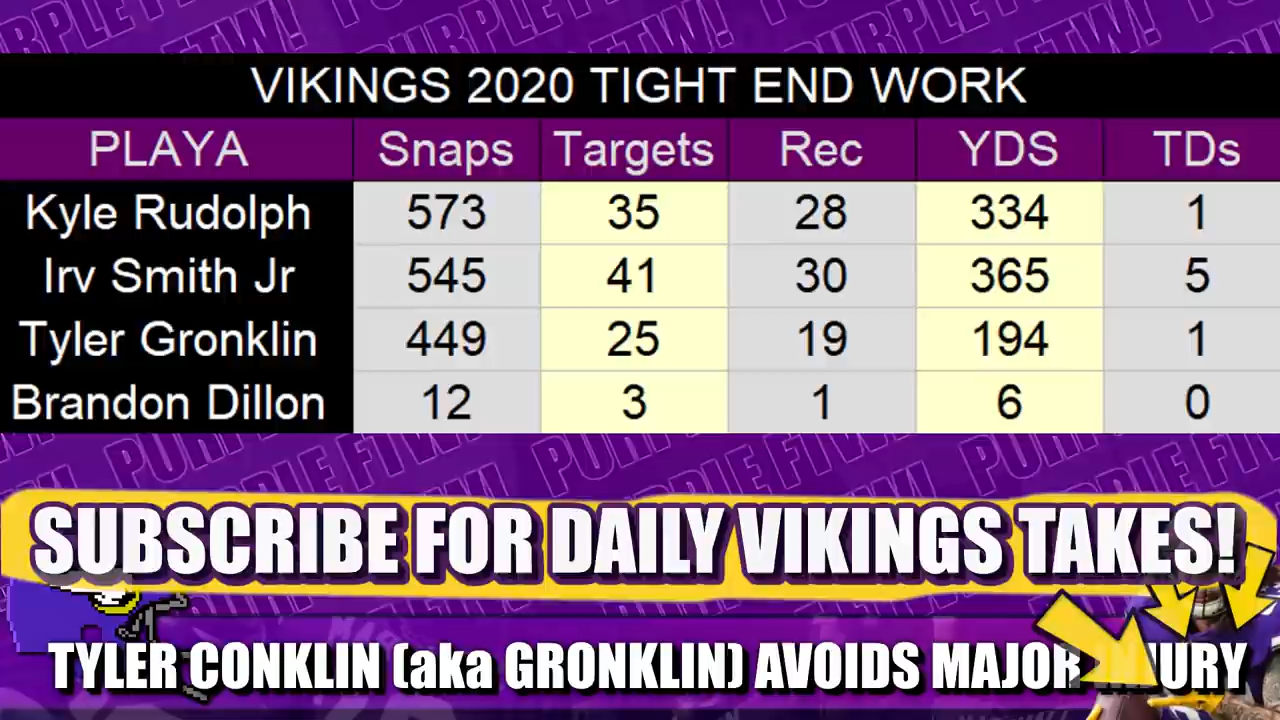 VIKINGS 2020 TIGHT END WORK
PLAYA Snaps Targets Rec YDS TDs
Kyle Rudolph 573 35 28 334 1
Irv Smith Jr 545 41 30 365 5
Tyler Gronklin 449 25 19 194 1
Brandon Dillon 12 3 1 6 0
SUBSCRIBE FOR DAILY VIKINGS TAKES!
TYLER CONKLIN (aka GRONKLIN) AVOIDS MAJOR INJURY